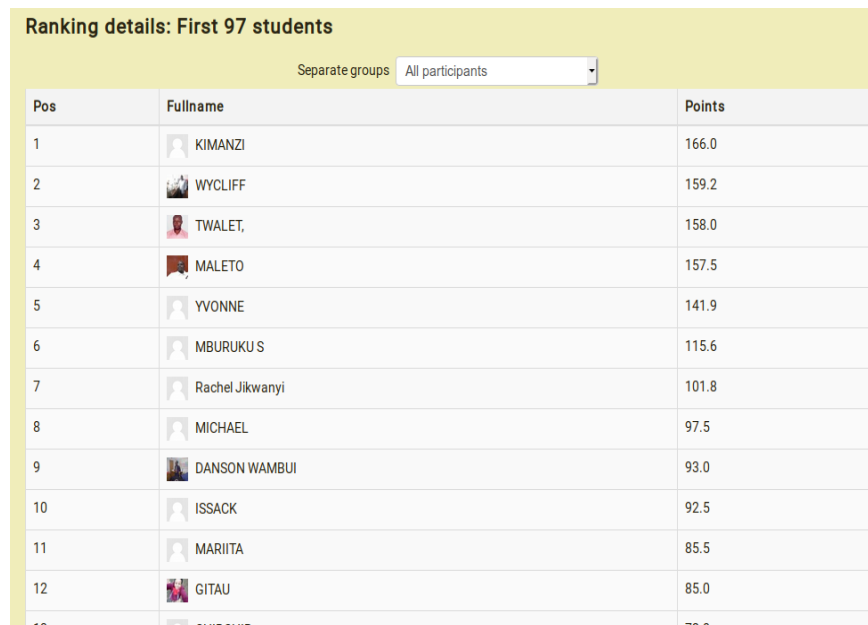 Ranking details: First 97 students
Separate groups All participants
Pos Fullname Points
1 KIMANZI 166.0
2 WYCLIFF 159.2
3 TWALET, 158.0
4 MALETO 157.5
5 YVONNE 141.9
6 MBURUKU S 115.6
7 Rachel Jikwanyi 101.8
8 MICHAEL 97.5
9 DANSON WAMBUI 93.0
10 ISSACK 92.5
11 MARIITA 85.5
12 GITAU 85.0